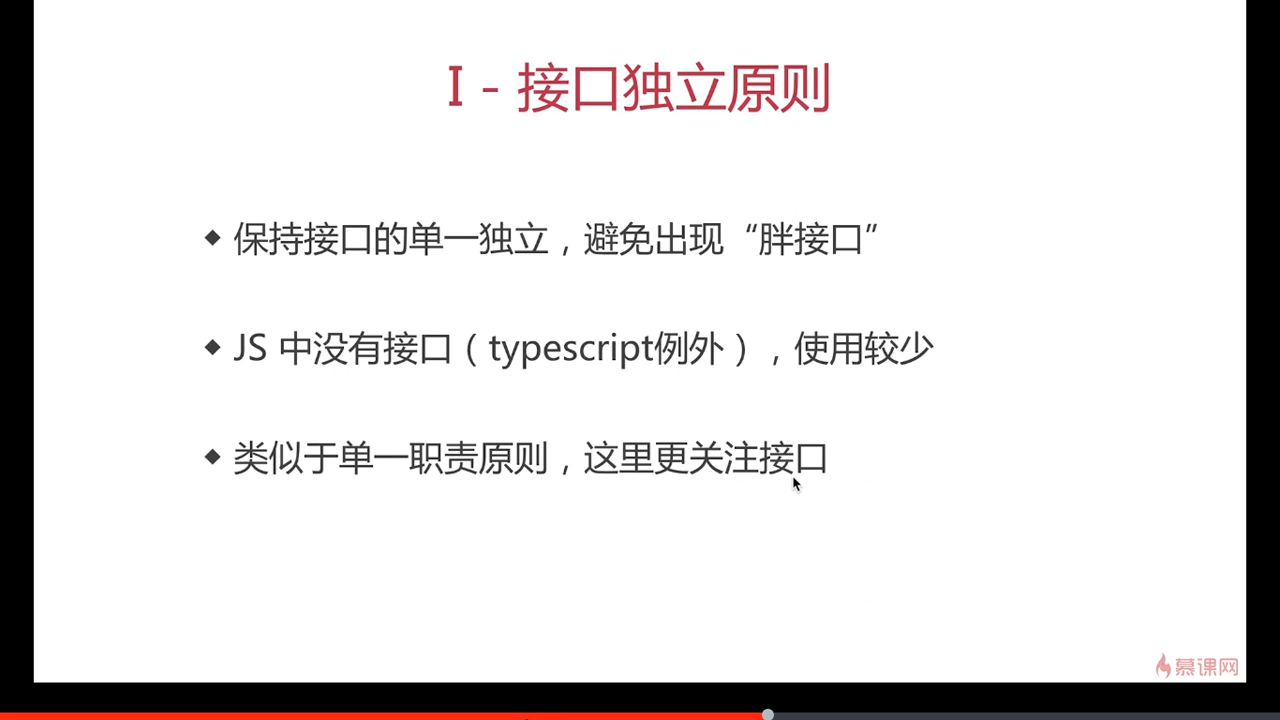 I - 接口独立原则
◆ 保持接口的单一独立，避免出现“胖接口”
◆ JS 中没有接口（typescript例外），使用较少
◆ 类似于单一职责原则，这里更关注接口
慕课网